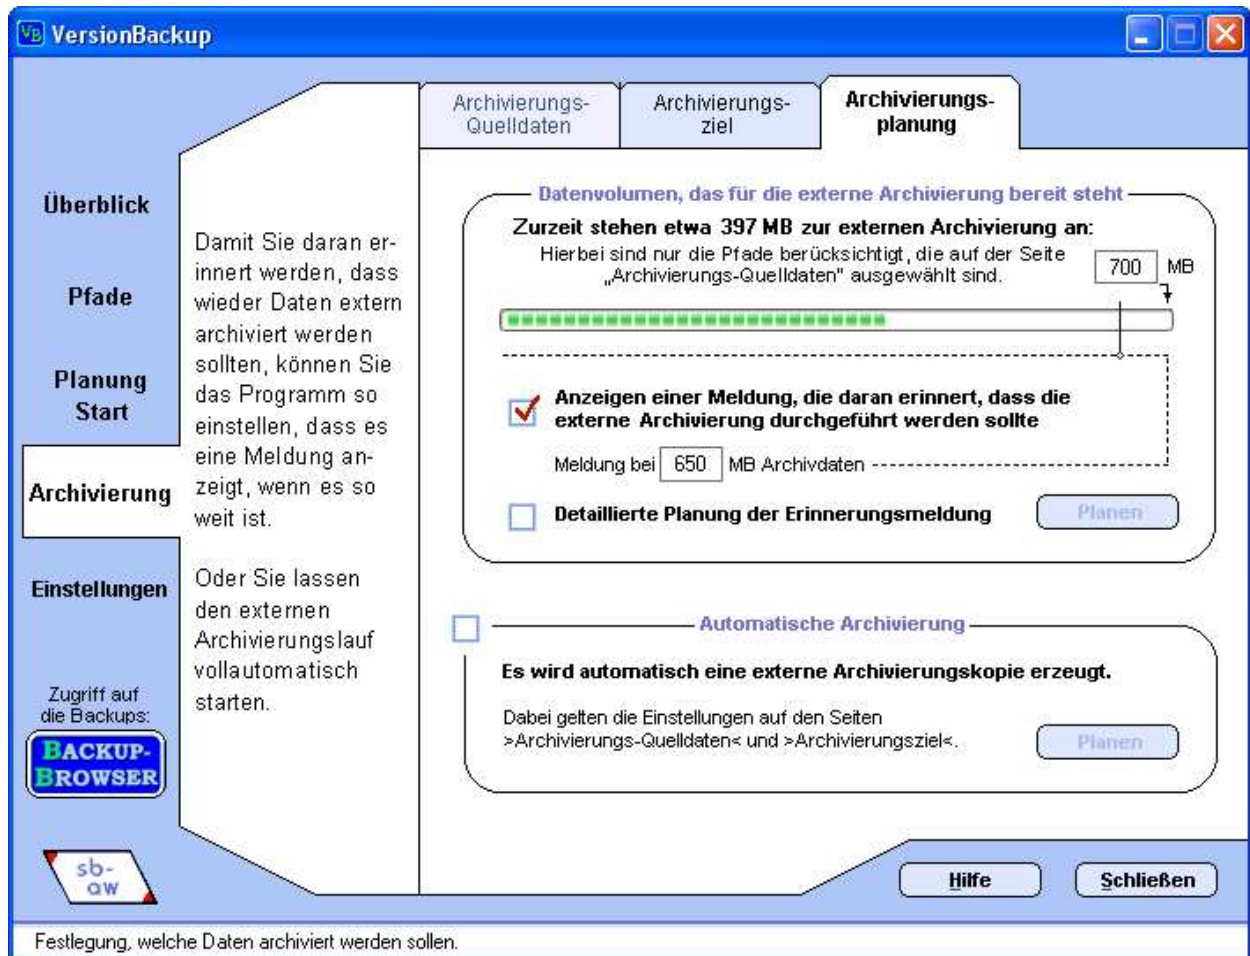 VB VersionBackup
Archivierungs-
Quelldaten
Archivierungs-
ziel
Archivierungs-
planung
Überblick
Pfade
Planung
Start
Archivierung
Einstellungen
Zugriff auf
die Backups:
BACKUP-
BROWSER
sb-
aw
Damit Sie daran er-
innert werden, dass
wieder Daten extern
archiviert werden
sollten, können Sie
das Programm so
einstellen, dass es
eine Meldung an-
zeigt, wenn es so
weit ist.
Oder Sie lassen
den externen
Archivierungslauf
vollautomatisch
starten.
Datenvolumen, das für die externe Archivierung bereit steht
Zurzeit stehen etwa 397 MB zur externen Archivierung an:
Hierbei sind nur die Pfade berücksichtigt, die auf der Seite
„Archivierungs-Quelldaten" ausgewählt sind.
700 MB
Anzeigen einer Meldung, die daran erinnert, dass die
externe Archivierung durchgeführt werden sollte
Meldung bei 650 MB Archivdaten
Detaillierte Planung der Erinnerungsmeldung
Planen
Automatische Archivierung
Es wird automatisch eine externe Archivierungskopie erzeugt.
Dabei gelten die Einstellungen auf den Seiten
>Archivierungs-Quelldaten< und >Archivierungsziel<.
Planen
Hilfe
Schließen
Festlegung, welche Daten archiviert werden sollen.